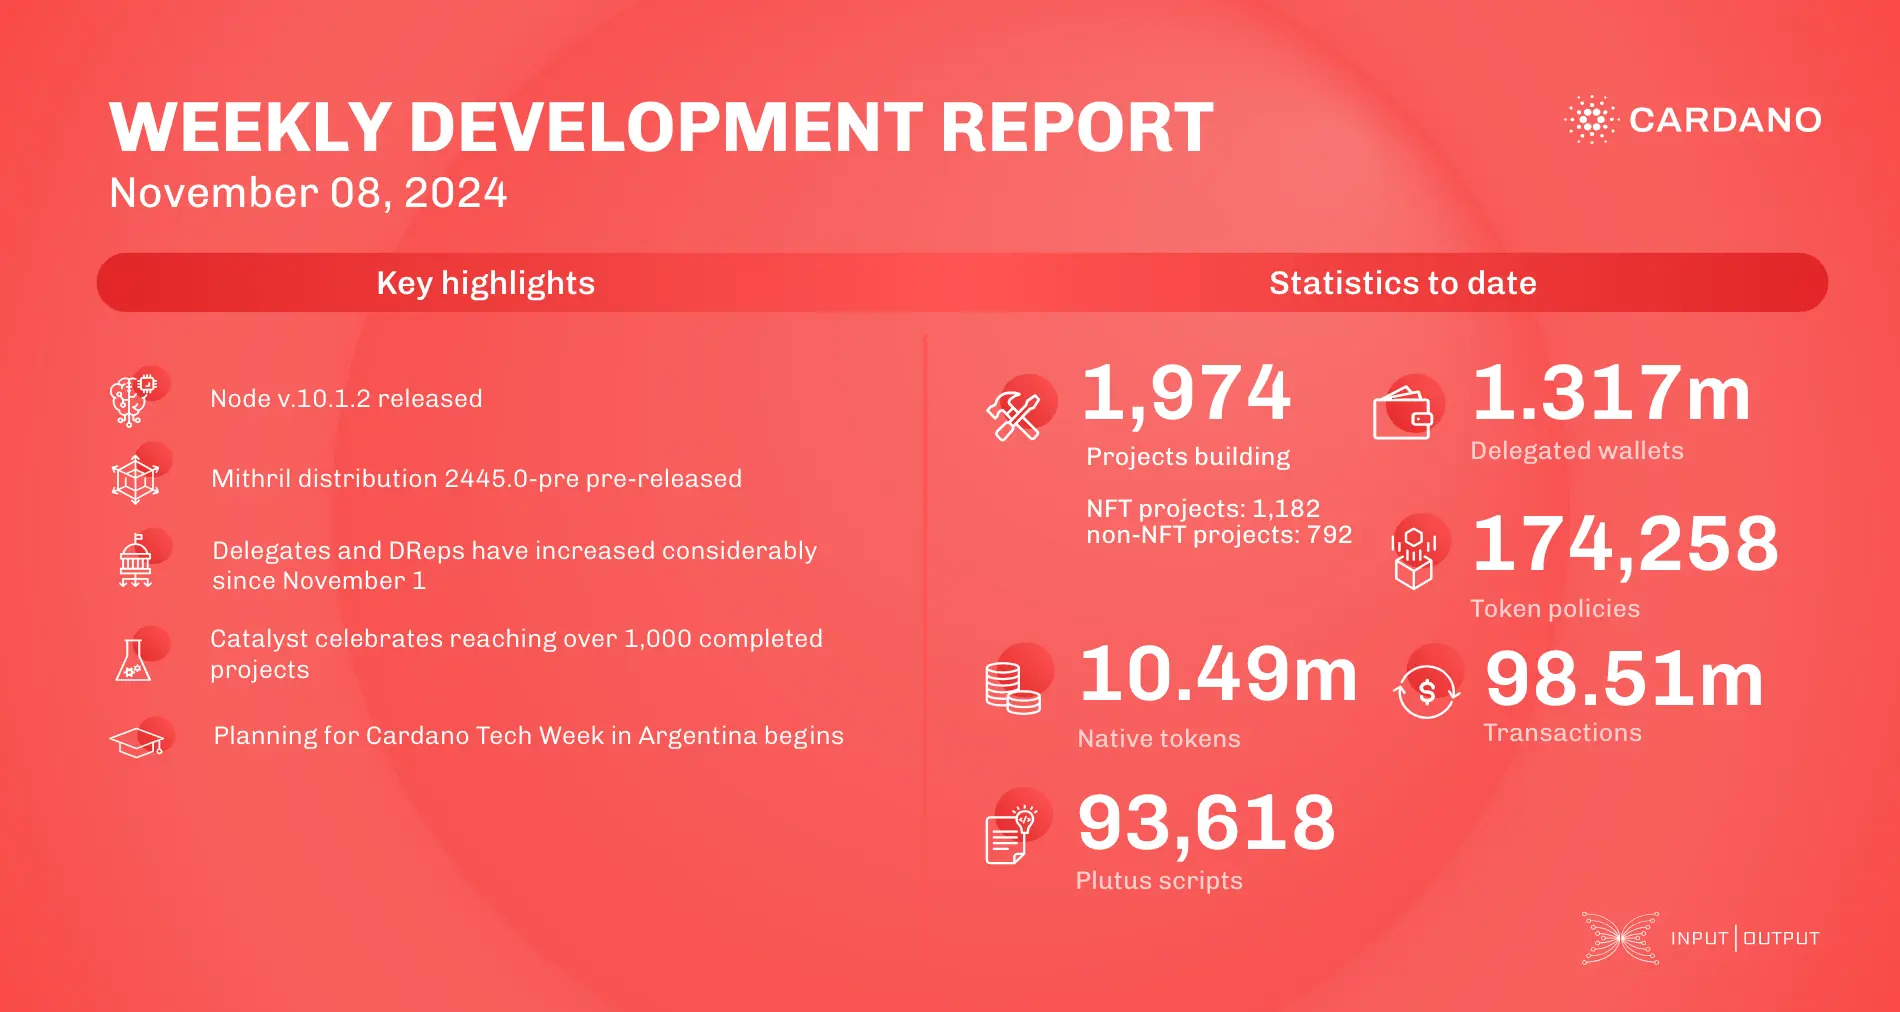 WEEKLY DEVELOPMENT REPORT
November 08, 2024
CARDANO
Key highlights
Node v.10.1.2 released
Mithril distribution 2445.0-pre pre-released
Delegates and DReps have increased considerably
since November 1
Catalyst celebrates reaching over 1,000 completed
projects
Planning for Cardano Tech Week in Argentina begins
Statistics to date
1,974
Projects building
NFT projects: 1,182
non-NFT projects: 792
1.317m
Delegated wallets
174,258
Token policies
10.49m
Native tokens
$
98.51m
Transactions
</>
93,618
Plutus scripts
INPUT|OUTPUT